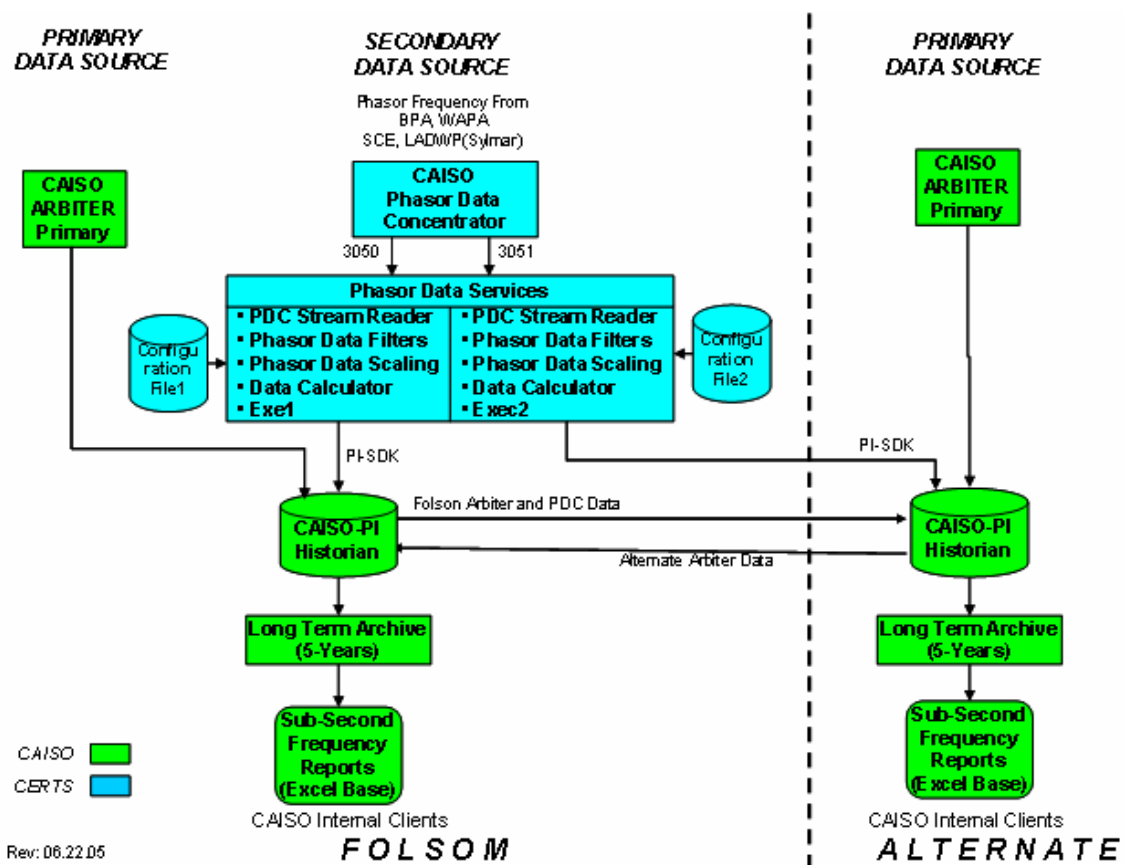 PRIMARY
DATA SOURCE
SECONDARY
DATA SOURCE
PRIMARY
DATA SOURCE
Phasor Frequency From
BPA, WAPA
SCE, LADWP(Sylmar)
CAISO
ARBITER
Primary
CAISO
Phasor Data
Concentrator
CAISO
ARBITER
Primary
3050
3051
Phasor Data Services
▪ PDC Stream Reader
▪ Phasor Data Filters
▪ Phasor Data Scaling
▪ Data Calculator
▪ Exe1
▪ PDC Stream Reader
▪ Phasor Data Filters
▪ Phasor Data Scaling
▪ Data Calculator
▪ Exec2
Configu
ration
File1
Configu
ration
File2
PI-SDK
PI-SDK
Folson Arbiter and PDC Data
CAISO-PI
Historian
CAISO-PI
Historian
Alternate Arbiter Data
Long Term Archive
(5-Years)
Long Term Archive
(5-Years)
Sub-Second
Frequency
Reports
(Excel Base)
Sub-Second
Frequency
Reports
(Excel Base)
CAISO
CERTS
CAISO Internal Clients
CAISO Internal Clients
Rev: 06.22.05
FOLSOM
ALTERNATE